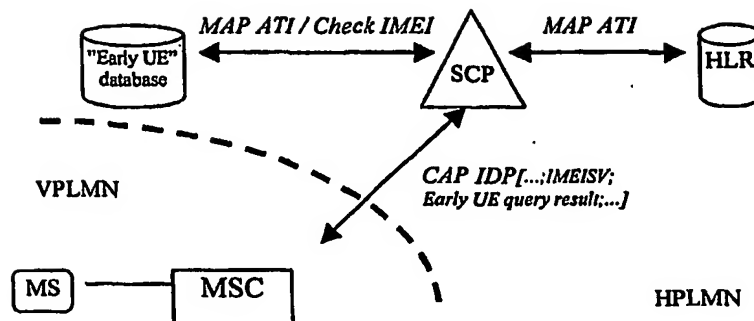 MAP ATI / Check IMEI
MAP ATI
"Early UE"
database
SCP
HLR
CAP IDP[...;IMEISV;
Early UE query result;...]
VPLMN
MS
MSC
HPLMN